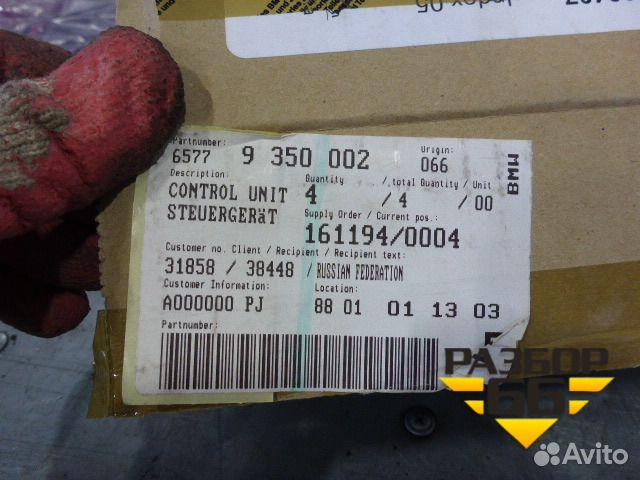 Index 05
Partnumber: Origin:
6577 9 350 002 066
BMW
Description: Quantity / total Quantity / Unit
CONTROL UNIT 4 / 4 / 00
STEUERGERäT Supply Order / Current pos.:
161194/0004
Customer no. Client / Recipient / Recipient text:
31858 / 38448 / RUSSIAN FEDERATION
Customer Information: Location:
A000000 PJ 88 01 01 13 03
Partnumber:
РАЗБОР
66
Avito